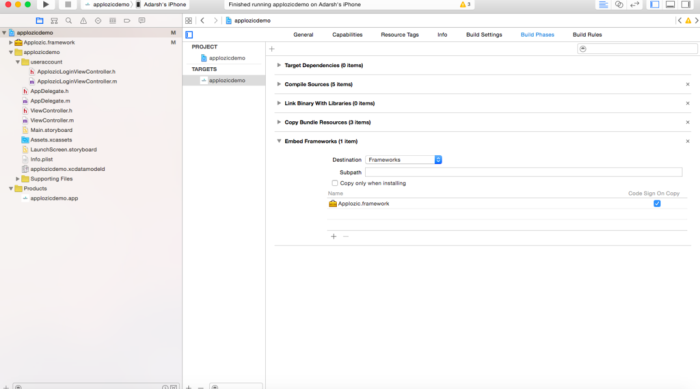 applozicdemo Adarsh's iPhone Finished running applozicdemo on Adarsh's iPhone 3
applozicdemo
applozicdemo M
Applozic.framework M
applozicdemo
useraccount
ApplozicLoginViewController.h
ApplozicLoginViewController.m
AppDelegate.h
AppDelegate.m
ViewController.h
ViewController.m
Main.storyboard
Assets.xcassets
LaunchScreen.storyboard
Info.plist
applozicdemo.xcdatamodeld
Supporting Files
Products
applozicdemo.app
PROJECT
applozicdemo
TARGETS
applozicdemo
General Capabilities Resource Tags Info Build Settings Build Phases Build Rules
Target Dependencies (0 items)
Compile Sources (5 items)
Link Binary With Libraries (0 items)
Copy Bundle Resources (3 items)
Embed Frameworks (1 item)
Destination Frameworks
Subpath
Copy only when installing
Name Code Sign On Copy
Applozic.framework